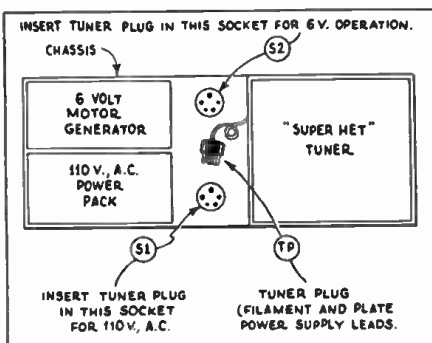 INSERT TUNER PLUG IN THIS SOCKET FOR 6V. OPERATION.
CHASSIS
S2
6 VOLT
MOTOR
GENERATOR
"SUPER HET"
TUNER
110 V., A.C.
POWER
PACK
S1
TP
INSERT TUNER PLUG
IN THIS SOCKET
FOR 110 V., A.C.
TUNER PLUG
(FILAMENT AND PLATE
POWER SUPPLY LEADS.